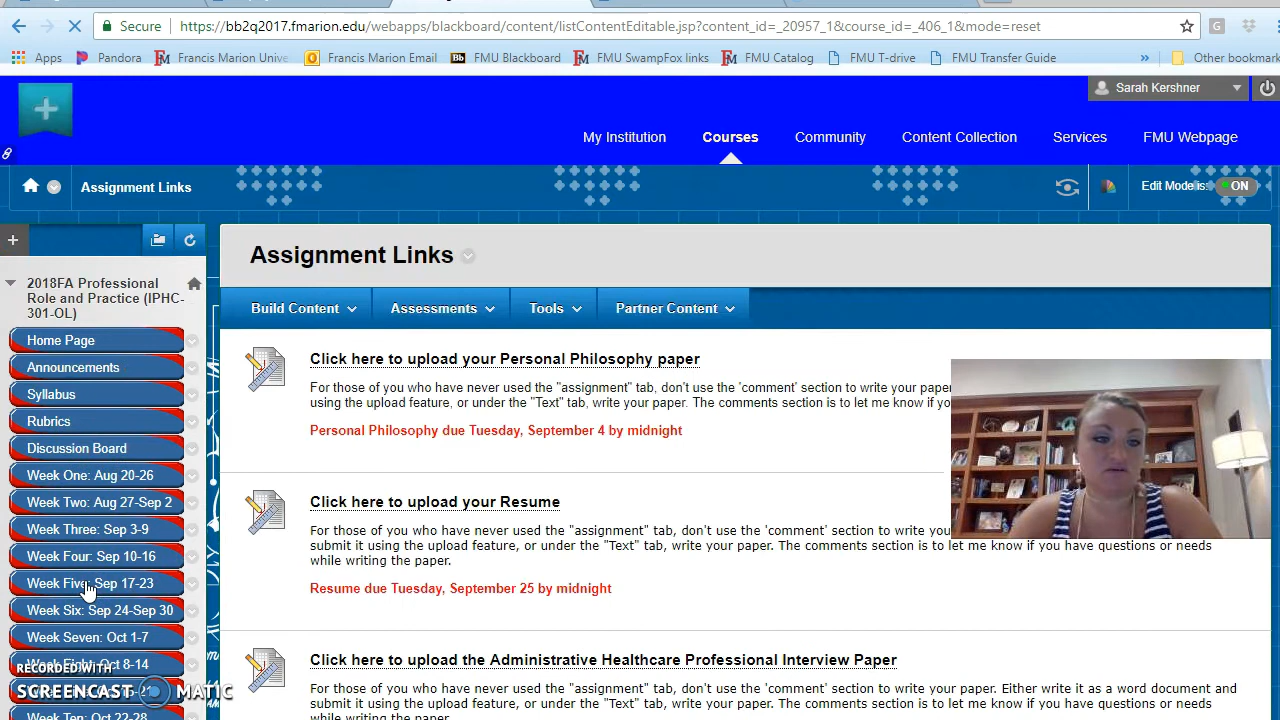 Secure https://bb2q2017.fmarion.edu/webapps/blackboard/content/listContentEditable.jsp?content_id=_20957_1&course_id=_406_1&mode=reset
Apps Pandora Francis Marion Unive Francis Marion Email FMU Blackboard FMU SwampFox links FMU Catalog FMU T-drive FMU Transfer Guide » Other bookmark
Sarah Kershner
My Institution Courses Community Content Collection Services FMU Webpage
Assignment Links
Edit Mode is: ON
2018FA Professional
Role and Practice (IPHC-
301-OL)
Home Page
Announcements
Syllabus
Rubrics
Discussion Board
Week One: Aug 20-26
Week Two: Aug 27-Sep 2
Week Three: Sep 3-9
Week Four: Sep 10-16
Week Five: Sep 17-23
Week Six: Sep 24-Sep 30
Week Seven: Oct 1-7
Week Eight: Oct 8-14
Week Ten: Oct 22-28
Assignment Links
Build Content Assessments Tools Partner Content
Click here to upload your Personal Philosophy paper
For those of you who have never used the "assignment" tab, don't use the 'comment' section to write your paper
using the upload feature, or under the "Text" tab, write your paper. The comments section is to let me know if yo
Personal Philosophy due Tuesday, September 4 by midnight
Click here to upload your Resume
For those of you who have never used the "assignment" tab, don't use the 'comment' section to write you
submit it using the upload feature, or under the "Text" tab, write your paper. The comments section is to let me know if you have questions or needs
while writing the paper.
Resume due Tuesday, September 25 by midnight
Click here to upload the Administrative Healthcare Professional Interview Paper
For those of you who have never used the "assignment" tab, don't use the 'comment' section to write your paper. Either write it as a word document and
submit it using the upload feature, or under the "Text" tab, write your paper. The comments section is to let me know if you have questions or needs
while writing the paper.
RECORDED WITH
SCREENCAST MATIC